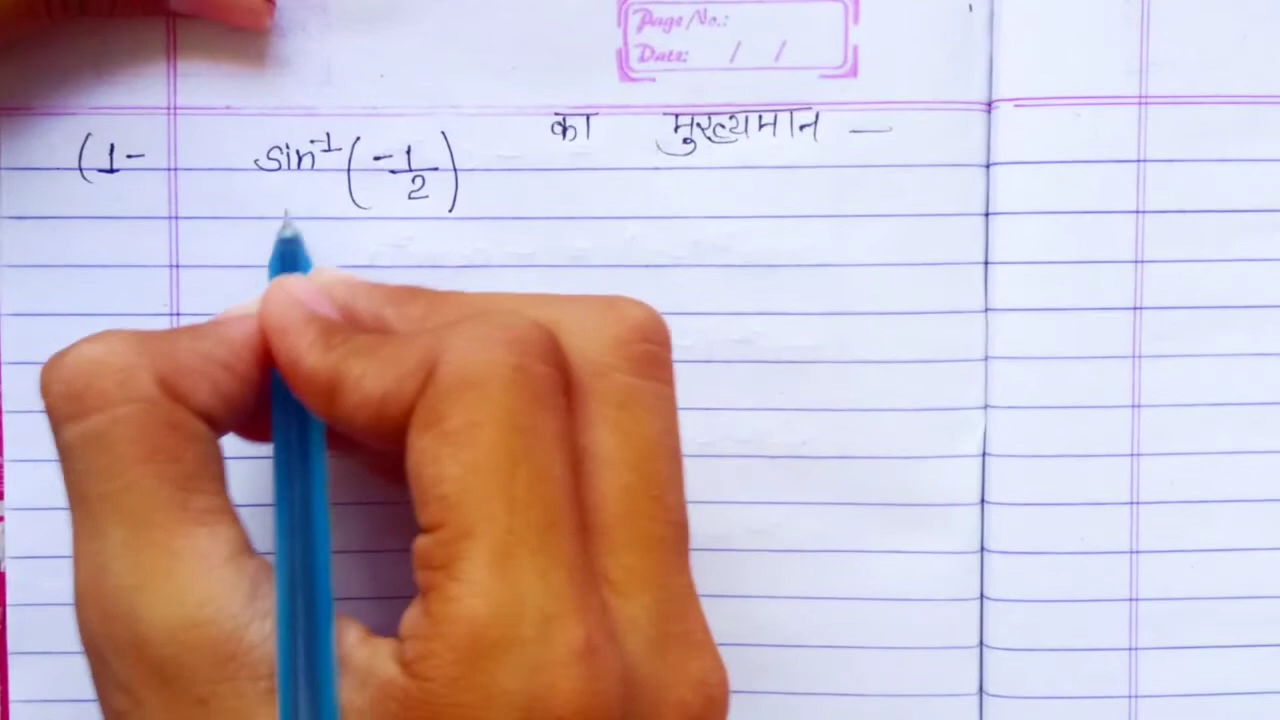 Page No.:
Date: / /
(1- sin⁻¹(-1/2) का मुख्यमान —